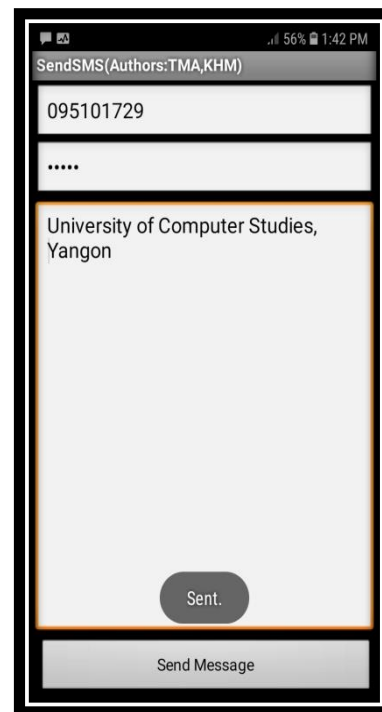 56% 1:42 PM
SendSMS(Authors:TMA,KHM)
095101729
•••••
University of Computer Studies,
Yangon
Sent.
Send Message